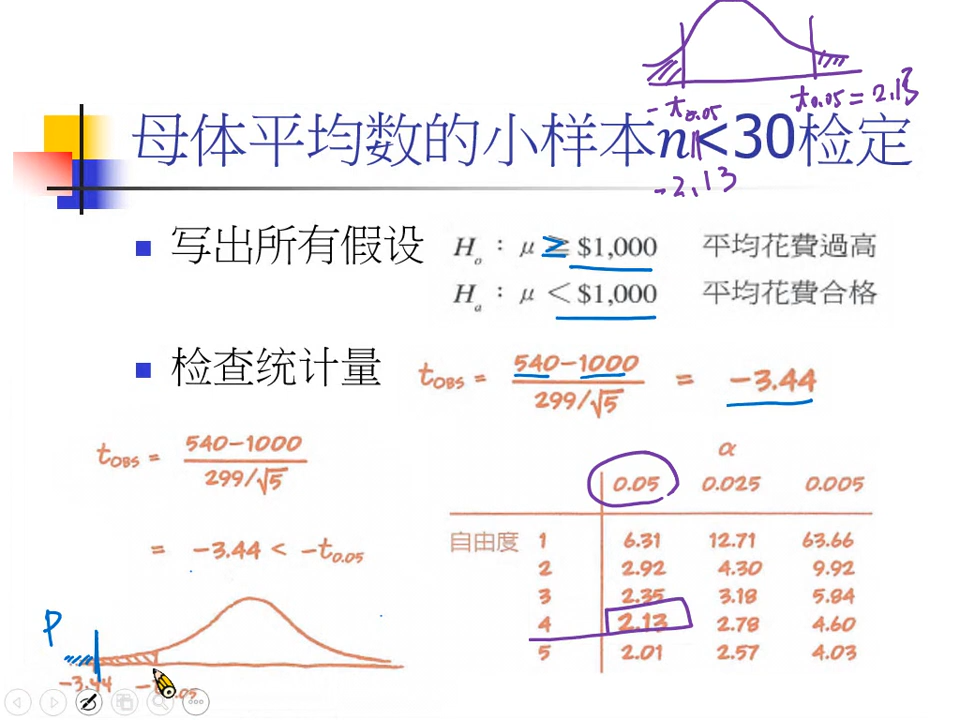 t₀.₀₅ = 2.13
-t₀.₀₅
॥
-2.13
母体平均数的小样本n<30检定
写出所有假设
Hₒ : μ ≧ $1,000 平均花費過高
Hₐ : μ < $1,000 平均花費合格
检查统计量
t_OBS = (540-1000)/(299/√5) = -3.44
t_OBS = (540-1000)/(299/√5)
= -3.44 < -t₀.₀₅
α
0.05 0.025 0.005
自由度 1 6.31 12.71 63.66
2 2.92 4.30 9.92
3 2.35 3.18 5.84
4 2.13 2.78 4.60
5 2.01 2.57 4.03
P
-3.44